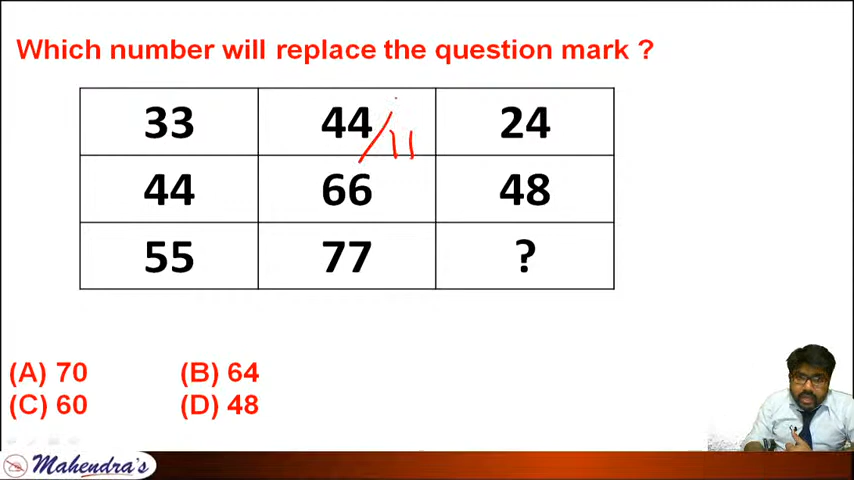 Which number will replace the question mark ?
33 44/11 24
44 66 48
55 77 ?
(A) 70 (B) 64
(C) 60 (D) 48
Mahendra's